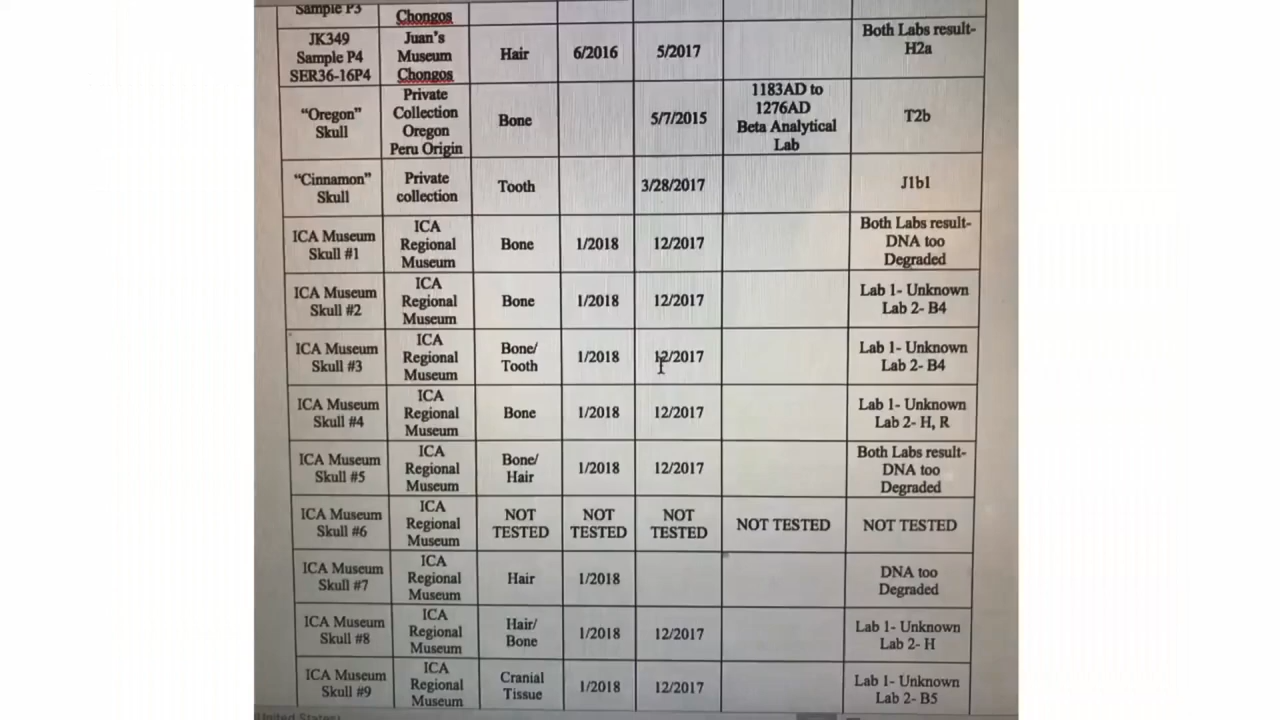 Sample P3
Chongos
JK349
Sample P4
SER36-16P4
Juan's
Museum
Chongos
Hair
6/2016
5/2017
Both Labs result-
H2a
“Oregon”
Skull
Private
Collection
Oregon
Peru Origin
Bone
5/7/2015
1183AD to
1276AD
Beta Analytical
Lab
T2b
“Cinnamon”
Skull
Private
collection
Tooth
3/28/2017
J1b1
ICA Museum
Skull #1
ICA
Regional
Museum
Bone
1/2018
12/2017
Both Labs result-
DNA too
Degraded
ICA Museum
Skull #2
ICA
Regional
Museum
Bone
1/2018
12/2017
Lab 1- Unknown
Lab 2- B4
ICA Museum
Skull #3
ICA
Regional
Museum
Bone/
Tooth
1/2018
12/2017
Lab 1- Unknown
Lab 2- B4
ICA Museum
Skull #4
ICA
Regional
Museum
Bone
1/2018
12/2017
Lab 1- Unknown
Lab 2- H, R
ICA Museum
Skull #5
ICA
Regional
Museum
Bone/
Hair
1/2018
12/2017
Both Labs result-
DNA too
Degraded
ICA Museum
Skull #6
ICA
Regional
Museum
NOT
TESTED
NOT
TESTED
NOT
TESTED
NOT TESTED
NOT TESTED
ICA Museum
Skull #7
ICA
Regional
Museum
Hair
1/2018
DNA too
Degraded
ICA Museum
Skull #8
ICA
Regional
Museum
Hair/
Bone
1/2018
12/2017
Lab 1- Unknown
Lab 2- H
ICA Museum
Skull #9
ICA
Regional
Museum
Cranial
Tissue
1/2018
12/2017
Lab 1- Unknown
Lab 2- B5
United States)